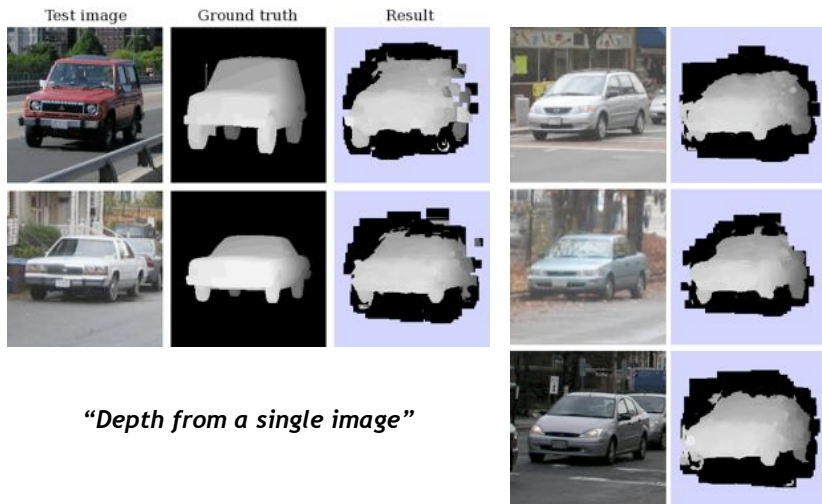 Test image
Ground truth
Result
“Depth from a single image”